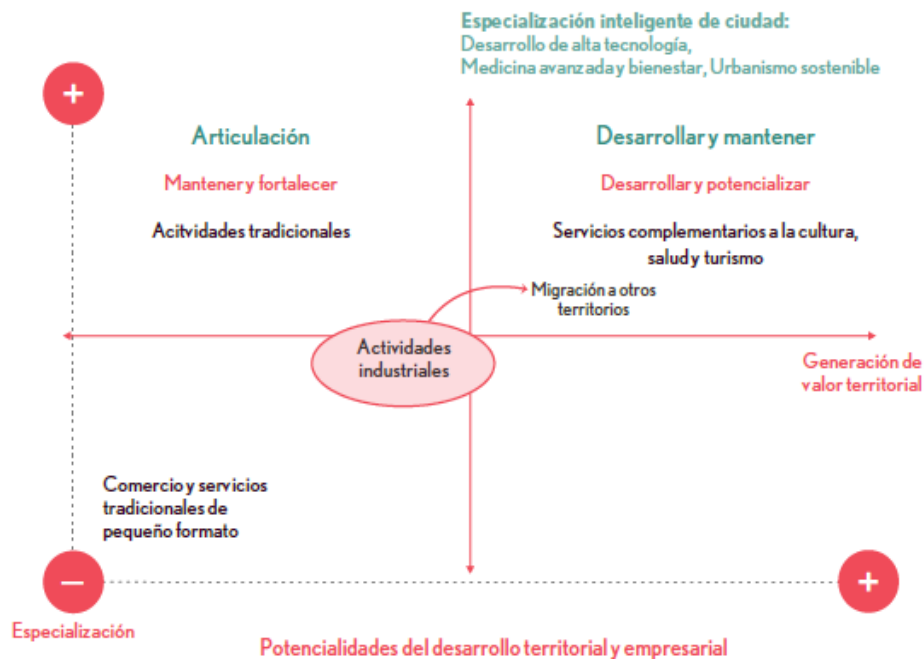 Especialización inteligente de ciudad:
Desarrollo de alta tecnología,
Medicina avanzada y bienestar, Urbanismo sostenible
+
Articulación
Desarrollar y mantener
Mantener y fortalecer
Desarrollar y potencializar
Acitvidades tradicionales
Servicios complementarios a la cultura,
salud y turismo
Migración a otros
territorios
Actividades
industriales
Generación de
valor territorial
Comercio y servicios
tradicionales de
pequeño formato
–
+
Especialización
Potencialidades del desarrollo territorial y empresarial